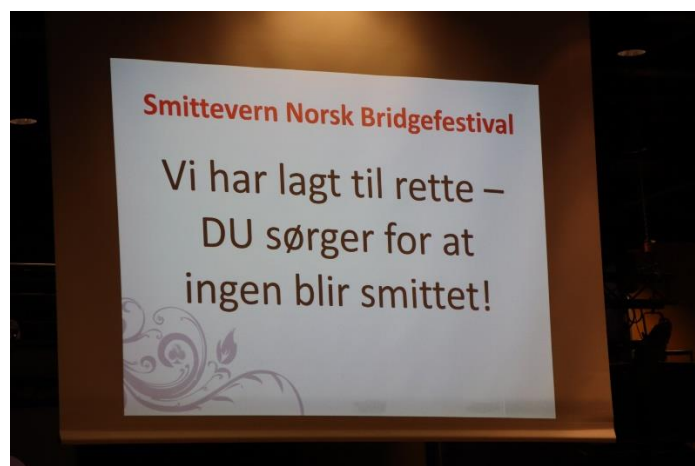 Smittevern Norsk Bridgefestival
Vi har lagt til rette –
DU sørger for at
ingen blir smittet!